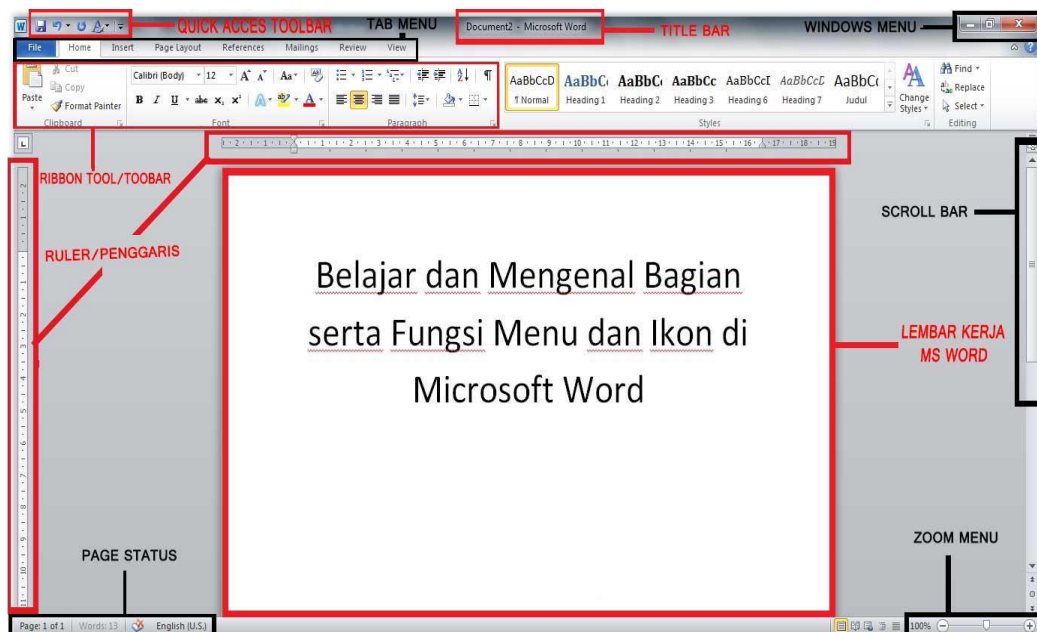 QUICK ACCES TOOLBAR
TAB MENU
Document2 - Microsoft Word
TITLE BAR
WINDOWS MENU
File Home Insert Page Layout References Mailings Review View
Paste
Cut
Copy
Format Painter
Clipboard
Calibri (Body) 12
Font
Paragraph
AaBbCcD AaBbC AaBbC AaBbCc AaBbCcI AaBbCcD AaBbC
¶ Normal Heading 1 Heading 2 Heading 3 Heading 6 Heading 7 Judul
Styles
Change Styles
Find
Replace
Select
Editing
RIBBON TOOL/TOOBAR
RULER/PENGGARIS
SCROLL BAR
Belajar dan Mengenal Bagian
serta Fungsi Menu dan Ikon di
Microsoft Word
LEMBAR KERJA
MS WORD
PAGE STATUS
ZOOM MENU
Page: 1 of 1 Words: 13 English (U.S.) 100%